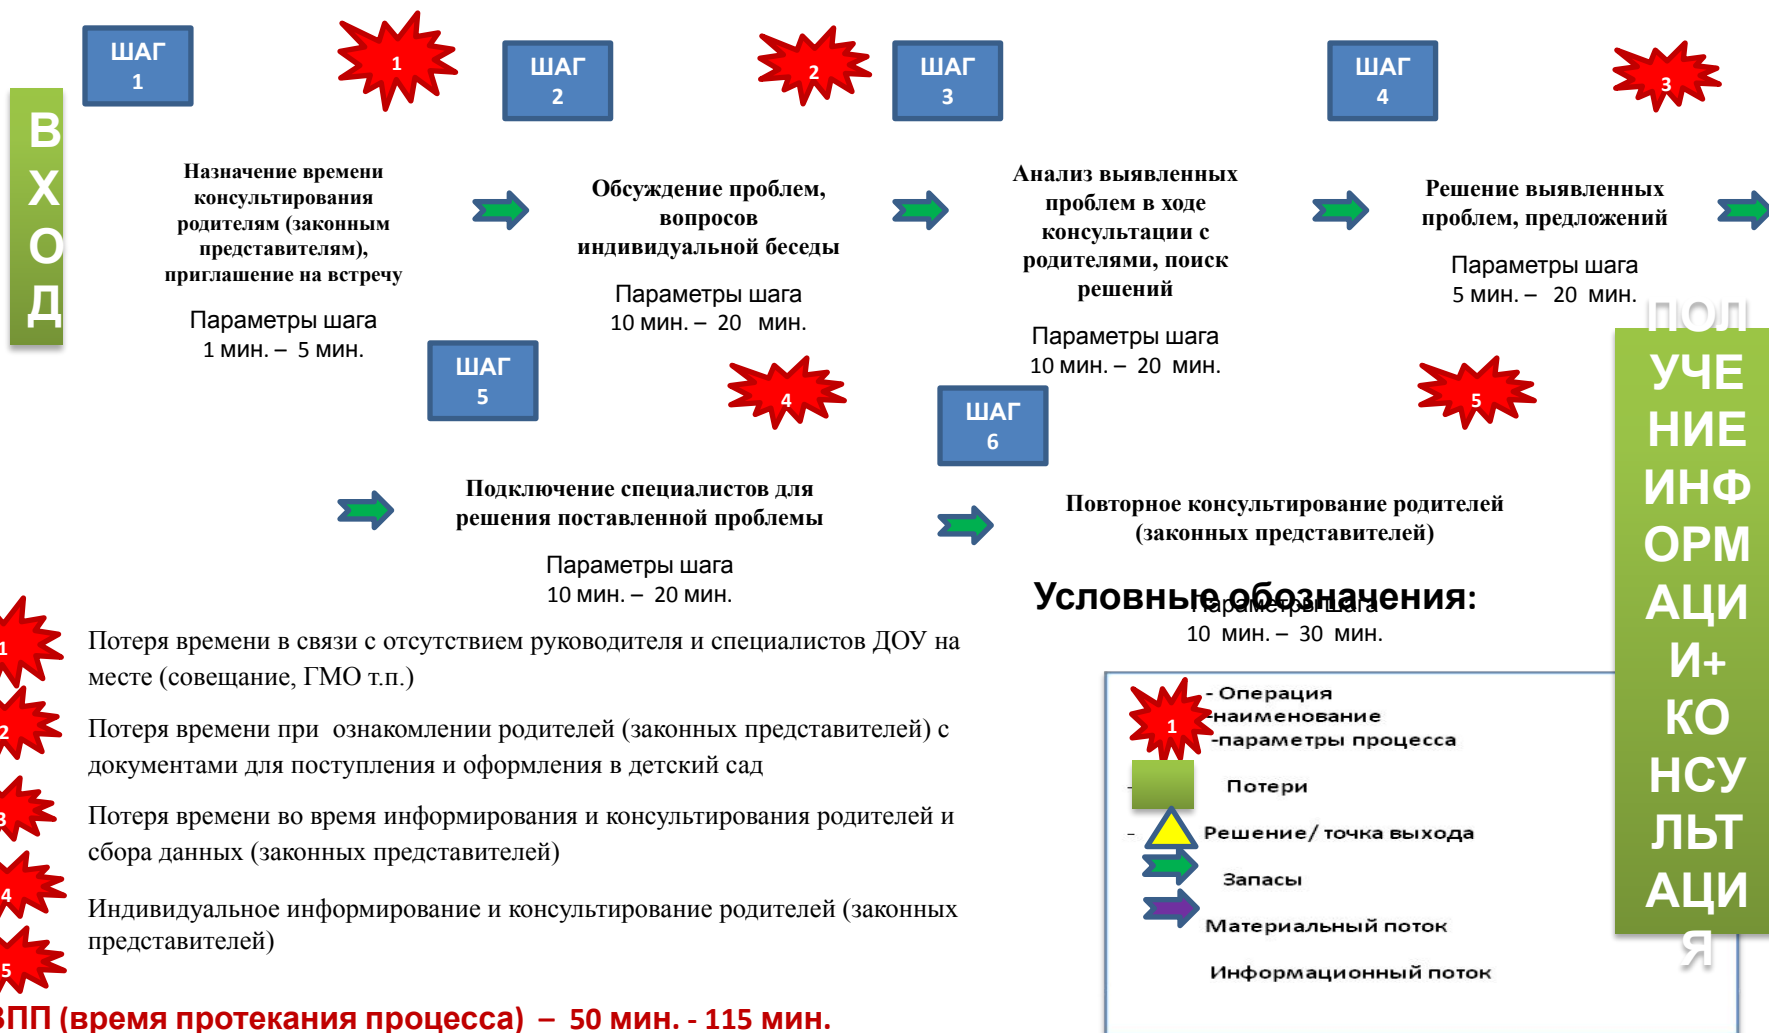 ШАГ
1
1
ШАГ
2
2
ШАГ
3
ШАГ
4
3
В
Х
О
Д
Назначение времени
консультирования
родителям (законным
представителям),
приглашение на встречу
Параметры шага
1 мин. – 5 мин.
Обсуждение проблем,
вопросов
индивидуальной беседы
Параметры шага
10 мин. – 20 мин.
Анализ выявленных
проблем в ходе
консультации с
родителями, поиск
решений
Параметры шага
10 мин. – 20 мин.
Решение выявленных
проблем, предложений
Параметры шага
5 мин. – 20 мин.
ШАГ
5
4
ШАГ
6
5
Подключение специалистов для
решения поставленной проблемы
Параметры шага
10 мин. – 20 мин.
Повторное консультирование родителей
(законных представителей)
Параметры шага
10 мин. – 30 мин.
ПОЛ
УЧЕ
НИЕ
ИНФ
ОРМ
АЦИ
И+
КО
НСУ
ЛЬТ
АЦИ
Я
1
Потеря времени в связи с отсутствием руководителя и специалистов ДОУ на
месте (совещание, ГМО т.п.)
2
Потеря времени при ознакомлении родителей (законных представителей) с
документами для поступления и оформления в детский сад
3
Потеря времени во время информирования и консультирования родителей и
сбора данных (законных представителей)
4
Индивидуальное информирование и консультирование родителей (законных
представителей)
5
ВПП (время протекания процесса) – 50 мин. - 115 мин.
Условные обозначения:
1
- Операция
-наименование
-параметры процесса
- Потери
- Решение/ точка выхода
Запасы
Материальный поток
Информационный поток